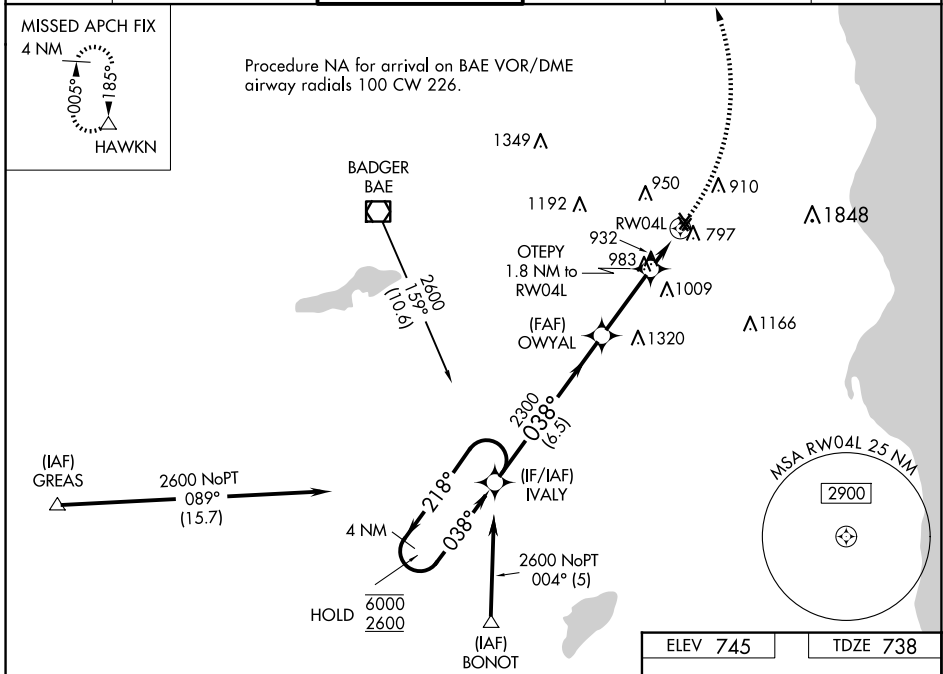 MISSED APCH FIX
4 NM
005°
185°
HAWKN
Procedure NA for arrival on BAE VOR/DME
airway radials 100 CW 226.
1349
BADGER
BAE
1192
950
910
1848
RW04L
797
932
983
OTEPY
1.8 NM to
RW04L
1009
2600
159°
(10.6)
(FAF)
OWYAL
1320
1166
2300
038°
(6.5)
(IAF)
GREAS
2600 NoPT
089°
(15.7)
218°
038°
4 NM
(IF/IAF)
IVALY
MSA RW04L 25 NM
2900
HOLD
6000
2600
2600 NoPT
004° (5)
(IAF)
BONOT
ELEV 745
TDZE 738